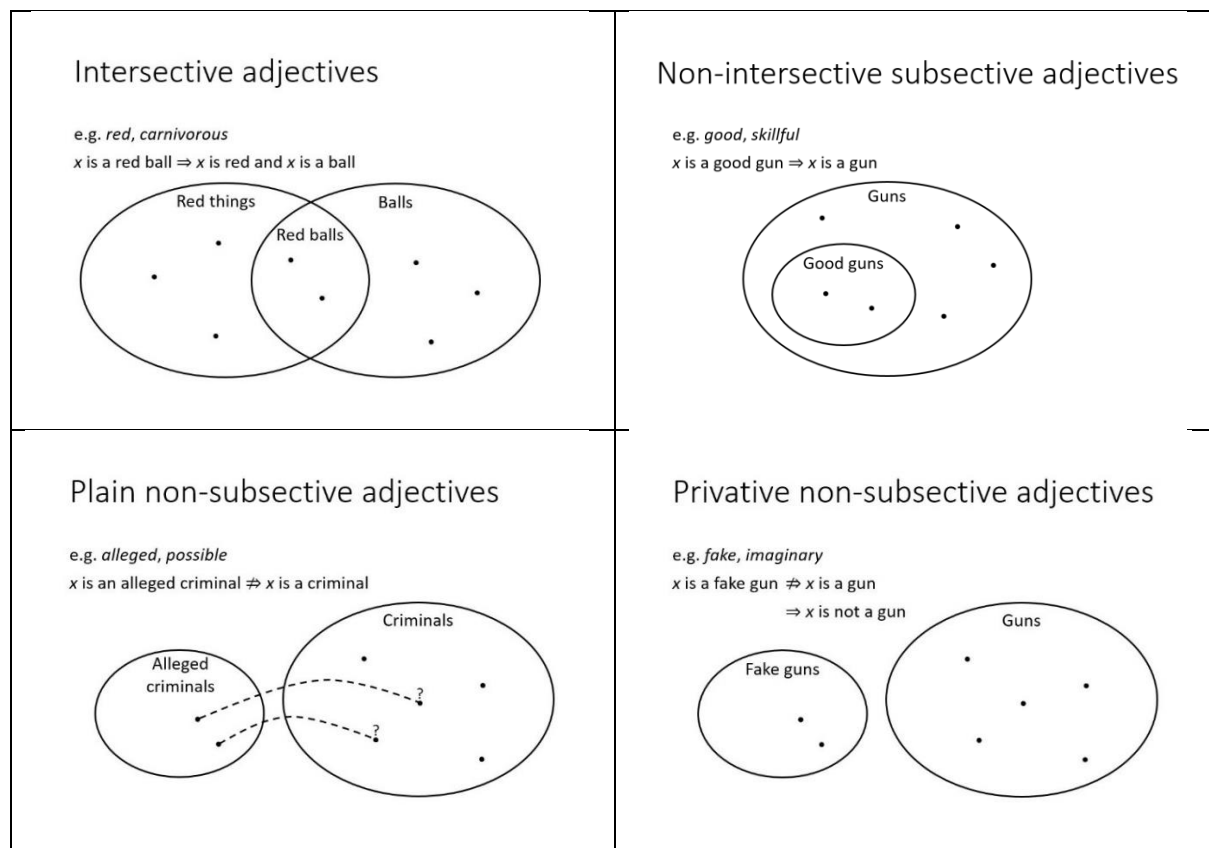 Intersective adjectives
e.g. red, carnivorous
x is a red ball ⇒ x is red and x is a ball
Red things
Balls
Red balls
Non-intersective subsective adjectives
e.g. good, skillful
x is a good gun ⇒ x is a gun
Guns
Good guns
Plain non-subsective adjectives
e.g. alleged, possible
x is an alleged criminal ⇏ x is a criminal
Criminals
Alleged
criminals
?
?
Privative non-subsective adjectives
e.g. fake, imaginary
x is a fake gun ⇏ x is a gun
⇒ x is not a gun
Guns
Fake guns